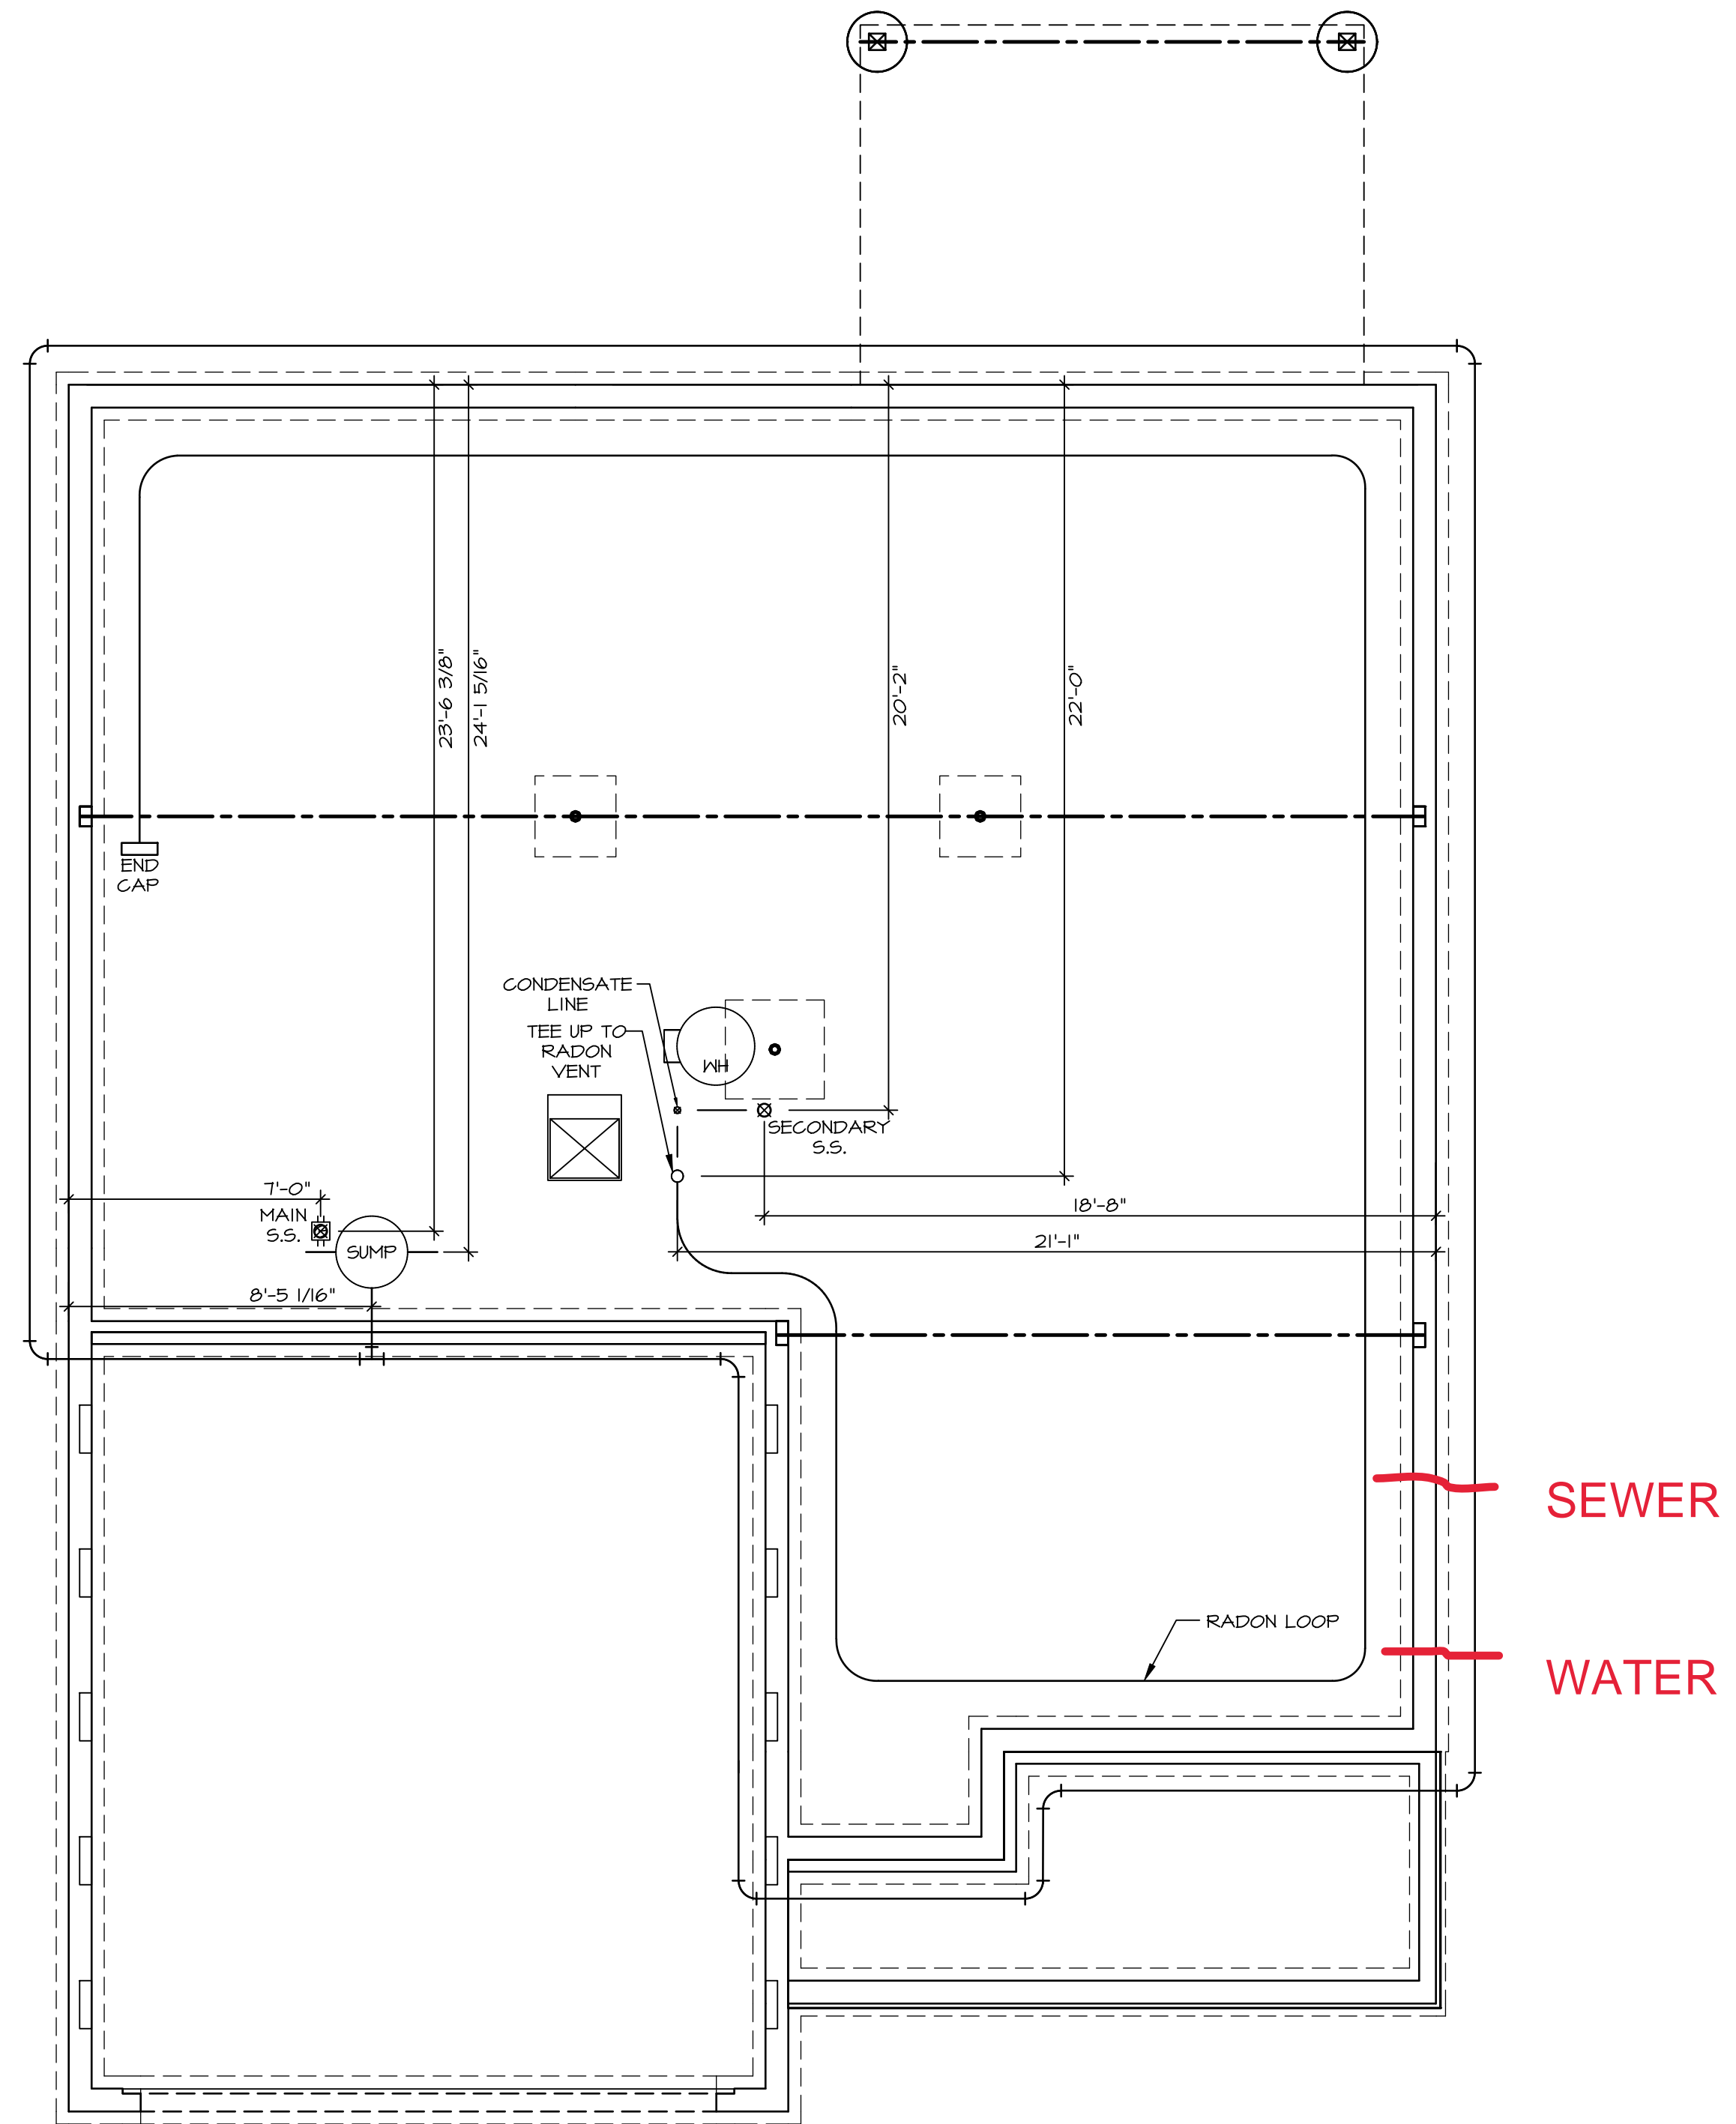 23'-6 3/8"
24'-1 5/16"
20'-2"
22'-0"
END
CAP
CONDENSATE
LINE
TEE UP TO
RADON
VENT
WH
SECONDARY
S.S.
7'-0"
MAIN
S.S.
SUMP
18'-8"
21'-1"
8'-5 1/16"
SEWER
RADON LOOP
WATER